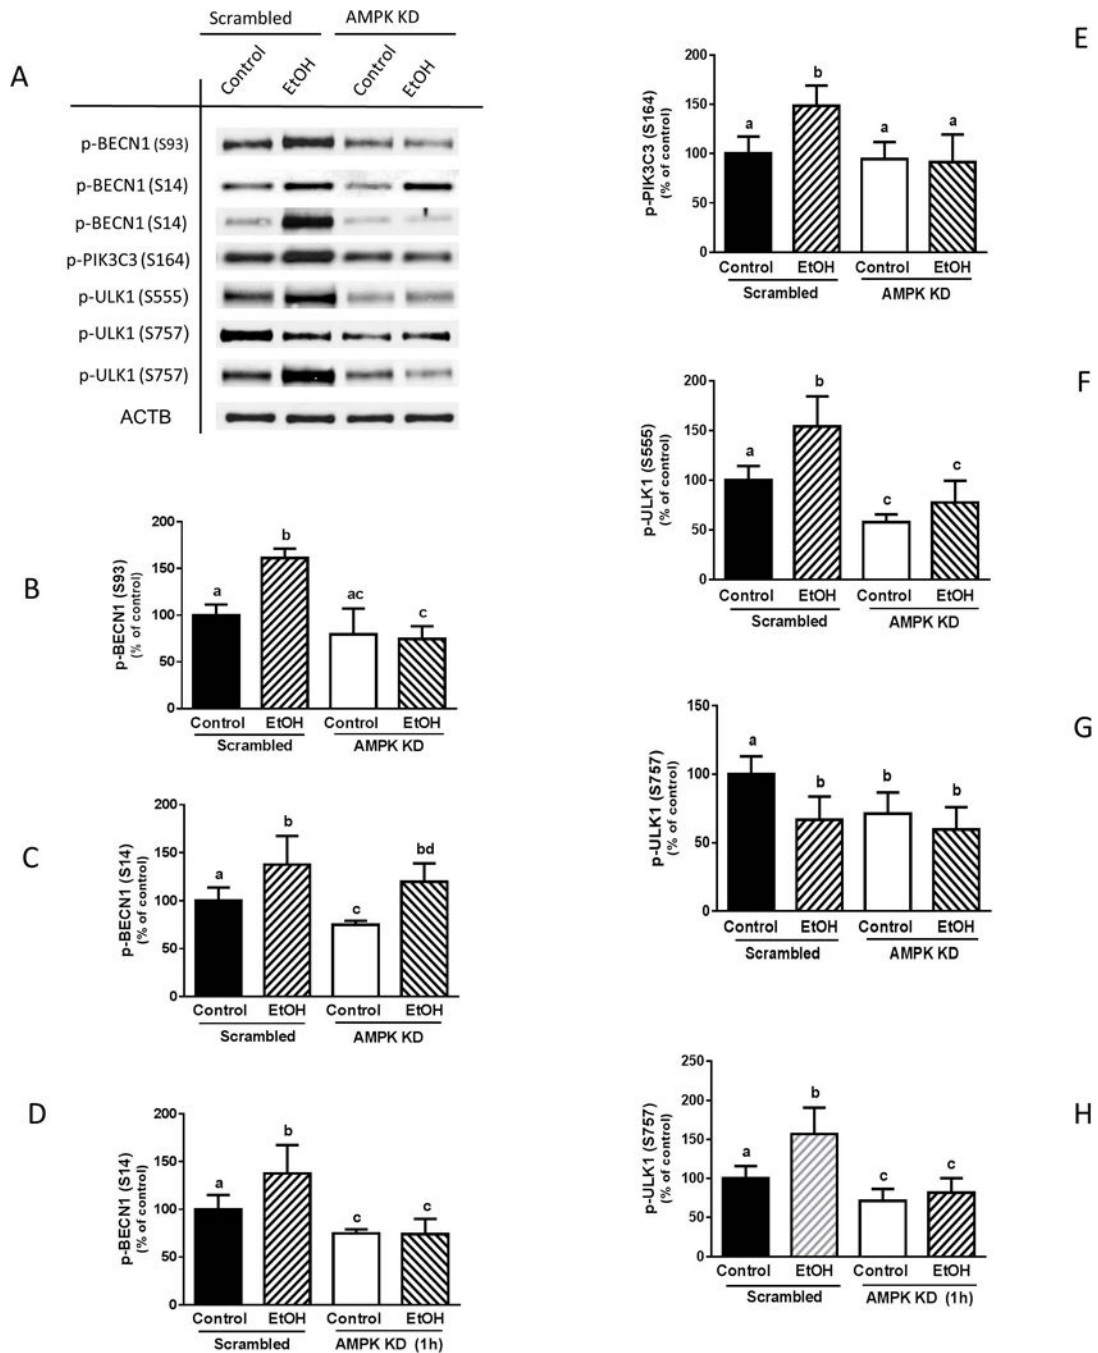 Scrambled AMPK KD
Control EtOH Control EtOH
A
p-BECN1 (S93)
p-BECN1 (S14)
p-BECN1 (S14)
p-PIK3C3 (S164)
p-ULK1 (S555)
p-ULK1 (S757)
p-ULK1 (S757)
ACTB
B
p-BECN1 (S93)
(% of control)
200
150
100
50
0
a b ac c
Control EtOH Control EtOH
Scrambled AMPK KD
C
p-BECN1 (S14)
(% of control)
200
150
100
50
0
a b c bd
Control EtOH Control EtOH
Scrambled AMPK KD
D
p-BECN1 (S14)
(% of control)
200
150
100
50
0
a b c c
Control EtOH Control EtOH
Scrambled AMPK KD (1h)
E
p-PIK3C3 (S164)
(% of control)
200
150
100
50
0
a b a a
Control EtOH Control EtOH
Scrambled AMPK KD
F
p-ULK1 (S555)
(% of control)
200
150
100
50
0
a b c c
Control EtOH Control EtOH
Scrambled AMPK KD
G
p-ULK1 (S757)
(% of control)
150
100
50
0
a b b b
Control EtOH Control EtOH
Scrambled AMPK KD
H
p-ULK1 (S757)
(% of control)
250
200
150
100
50
0
a b c c
Control EtOH Control EtOH
Scrambled AMPK KD (1h)